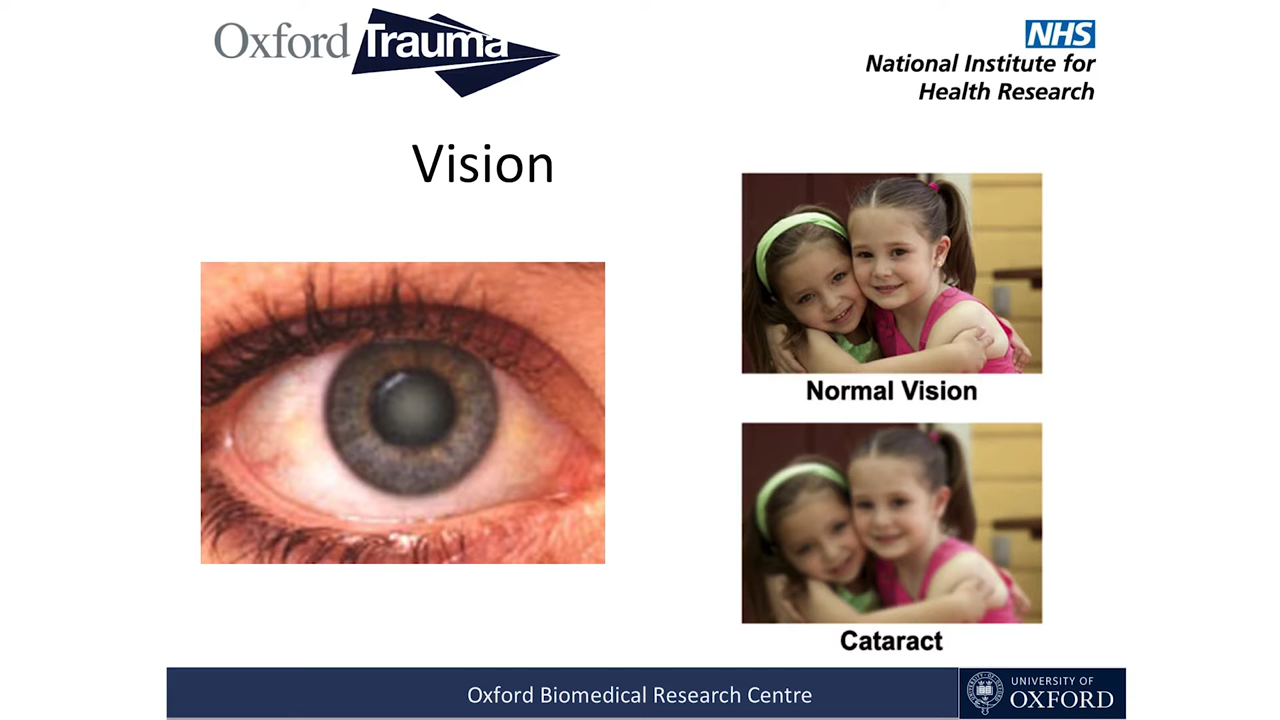 Oxford Trauma
NHS
National Institute for
Health Research
Vision
Normal Vision
Cataract
Oxford Biomedical Research Centre
UNIVERSITY OF
OXFORD